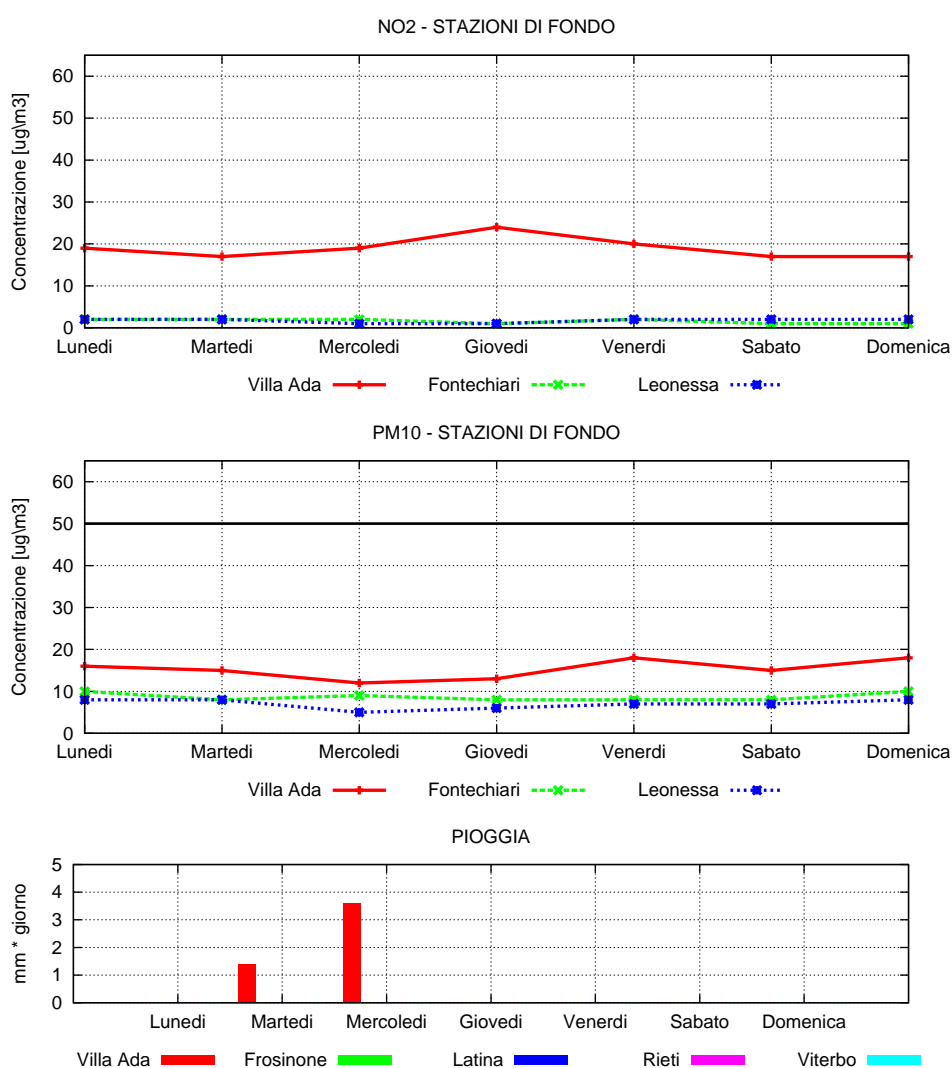 NO2 - STAZIONI DI FONDO
Concentrazione [ug\m3]
60
50
40
30
20
10
0
Lunedi Martedi Mercoledi Giovedi Venerdi Sabato Domenica
Villa Ada Fontechiari Leonessa
PM10 - STAZIONI DI FONDO
Concentrazione [ug\m3]
60
50
40
30
20
10
0
Lunedi Martedi Mercoledi Giovedi Venerdi Sabato Domenica
Villa Ada Fontechiari Leonessa
PIOGGIA
mm * giorno
5
4
3
2
1
0
Lunedi Martedi Mercoledi Giovedi Venerdi Sabato Domenica
Villa Ada Frosinone Latina Rieti Viterbo